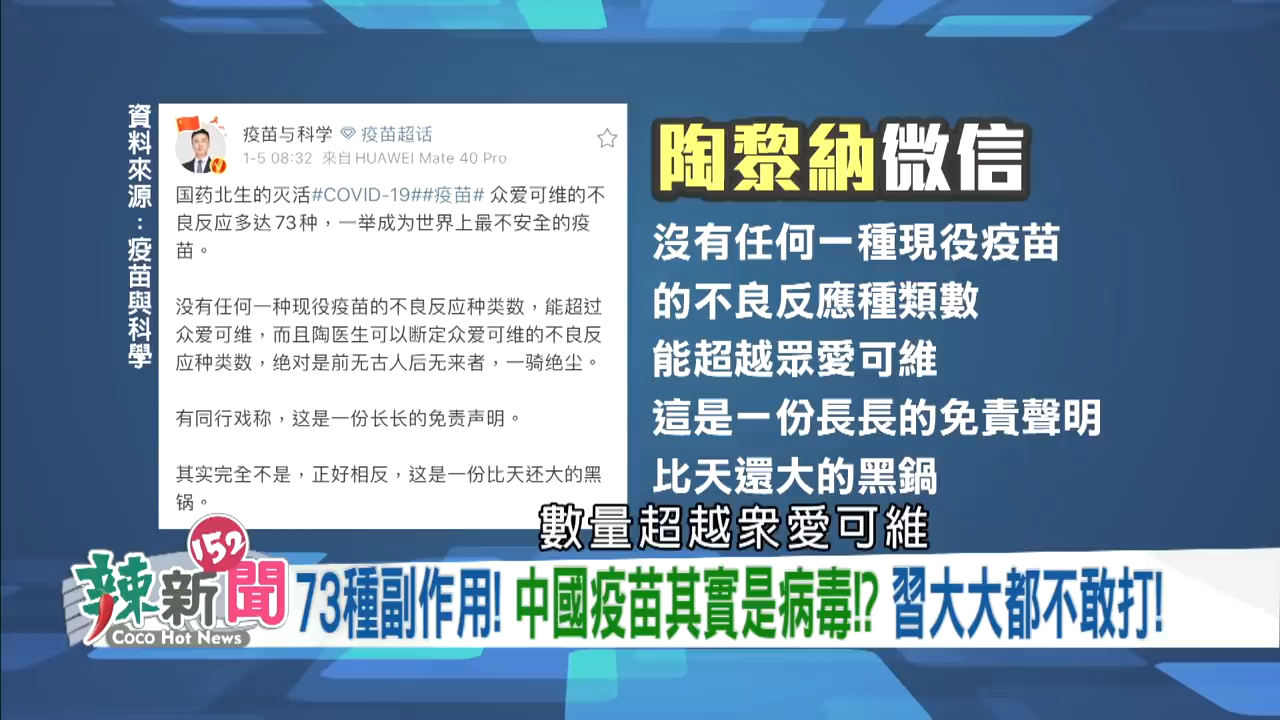 資料來源：疫苗與科學
疫苗与科学 疫苗超话
1-5 08:32 來自 HUAWEI Mate 40 Pro
国药北生的灭活#COVID-19##疫苗# 众爱可维的不
良反应多达 73 种，一举成为世界上最不安全的疫
苗。
没有任何一种现役疫苗的不良反应种类数，能超过
众爱可维，而且陶医生可以断定众爱可维的不良反
应种类数，绝对是前无古人后无来者，一骑绝尘。
有同行戏称，这是一份长长的免责声明。
其实完全不是，正好相反，这是一份比天还大的黑
锅。
陶黎納微信
沒有任何一種現役疫苗
的不良反應種類數
能超越眾愛可維
這是一份長長的免責聲明
比天還大的黑鍋
數量超越衆愛可維
152
辣新聞
Coco Hot News
73種副作用! 中國疫苗其實是病毒!? 習大大都不敢打!